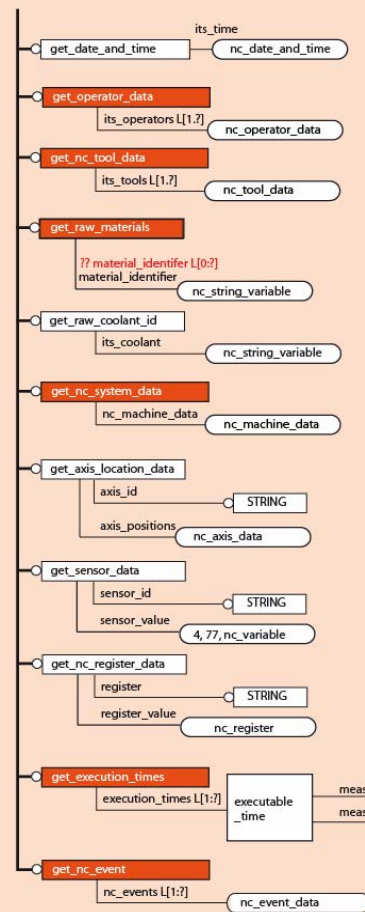 its_time
get_date_and_time
nc_date_and_time
get_operator_data
its_operators L[1.?]
nc_operator_data
get_nc_tool_data
its_tools L[1.?]
nc_tool_data
get_raw_materials
?? material_identifer L[0:?]
material_identifier
nc_string_variable
get_raw_coolant_id
its_coolant
nc_string_variable
get_nc_system_data
nc_machine_data
nc_machine_data
get_axis_location_data
axis_id
STRING
axis_positions
nc_axis_data
get_sensor_data
sensor_id
STRING
sensor_value
4, 77, nc_variable
get_nc_register_data
register
STRING
register_value
nc_register
get_execution_times
execution_times L[1:?]
executable
_time
meas
meas
get_nc_event
nc_events L[1:?]
nc_event_data